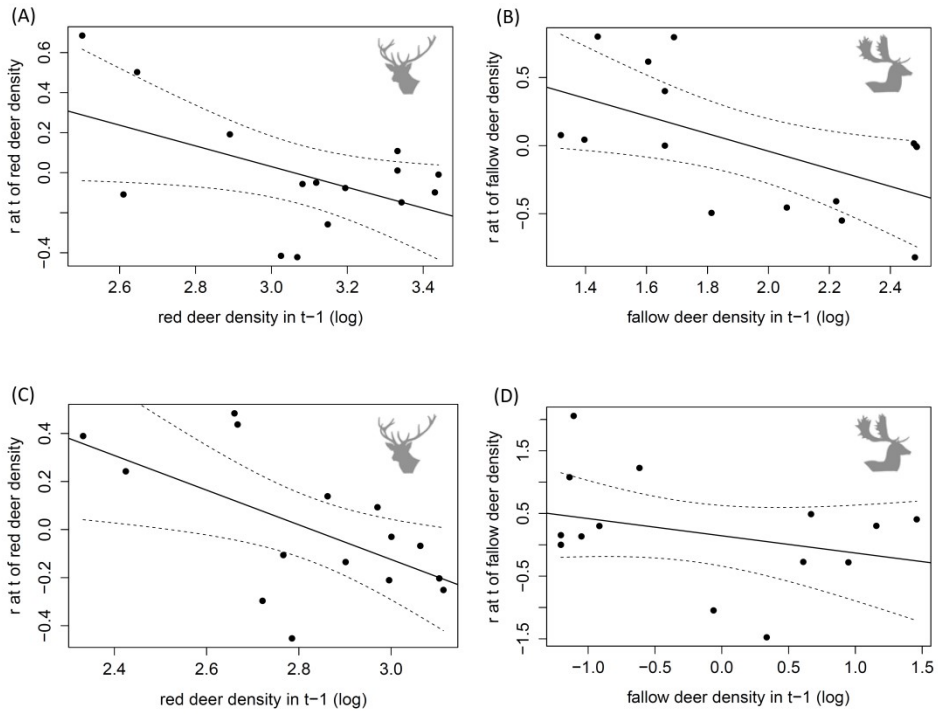 (A)
r at t of red deer density
0.6
0.4
0.2
0.0
−0.4
2.6 2.8 3.0 3.2 3.4
red deer density in t−1 (log)
(B)
r at t of fallow deer density
0.5
0.0
−0.5
1.4 1.6 1.8 2.0 2.2 2.4
fallow deer density in t−1 (log)
(C)
r at t of red deer density
0.4
0.2
0.0
−0.2
−0.4
2.4 2.6 2.8 3.0
red deer density in t−1 (log)
(D)
r at t of fallow deer density
1.5
0.5
−0.5
−1.5
−1.0 −0.5 0.0 0.5 1.0 1.5
fallow deer density in t−1 (log)